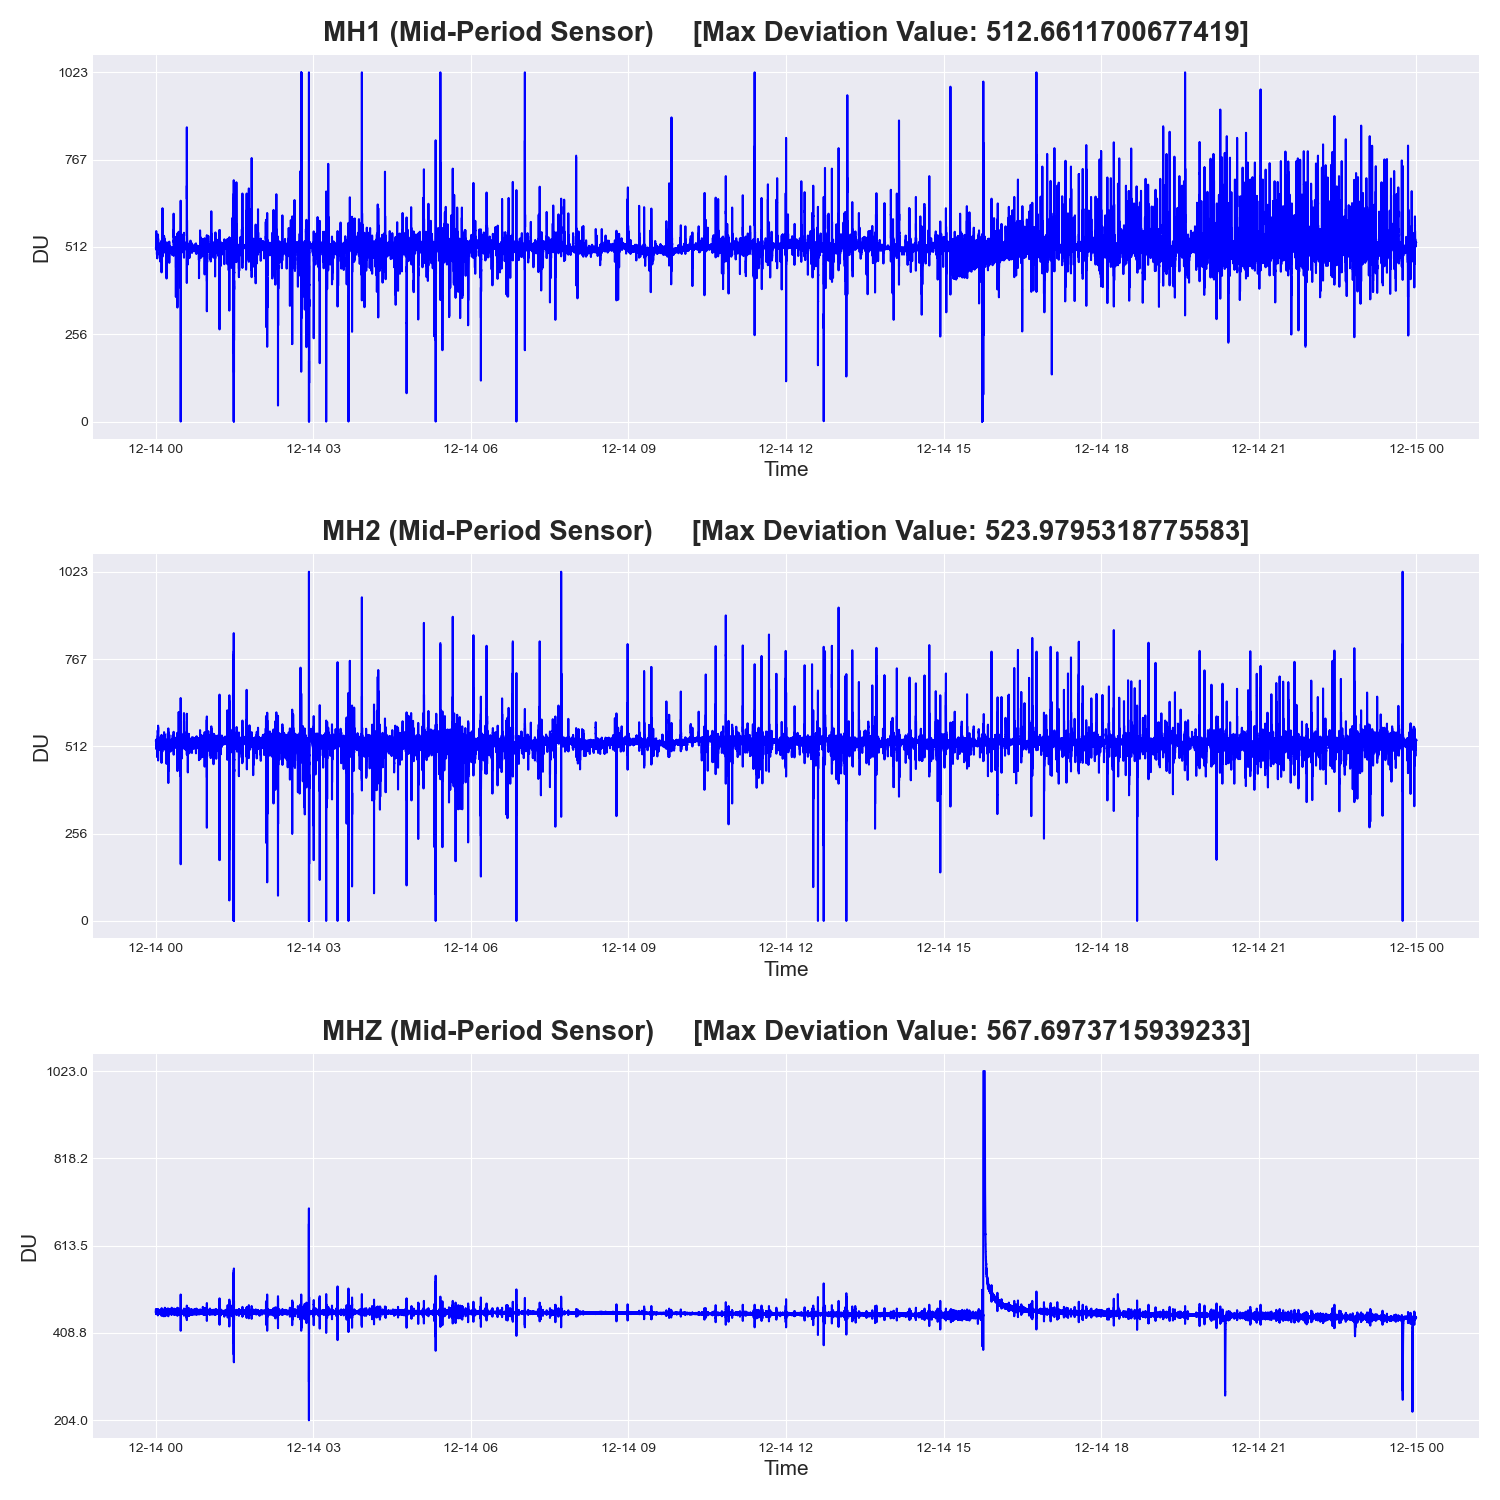 MH1 (Mid-Period Sensor) [Max Deviation Value: 512.6611700677419]
1023
767
512
256
0
DU
12-14 00 12-14 03 12-14 06 12-14 09 12-14 12 12-14 15 12-14 18 12-14 21 12-15 00
Time
MH2 (Mid-Period Sensor) [Max Deviation Value: 523.9795318775583]
1023
767
512
256
0
DU
12-14 00 12-14 03 12-14 06 12-14 09 12-14 12 12-14 15 12-14 18 12-14 21 12-15 00
Time
MHZ (Mid-Period Sensor) [Max Deviation Value: 567.6973715939233]
1023.0
818.2
613.5
408.8
204.0
DU
12-14 00 12-14 03 12-14 06 12-14 09 12-14 12 12-14 15 12-14 18 12-14 21 12-15 00
Time